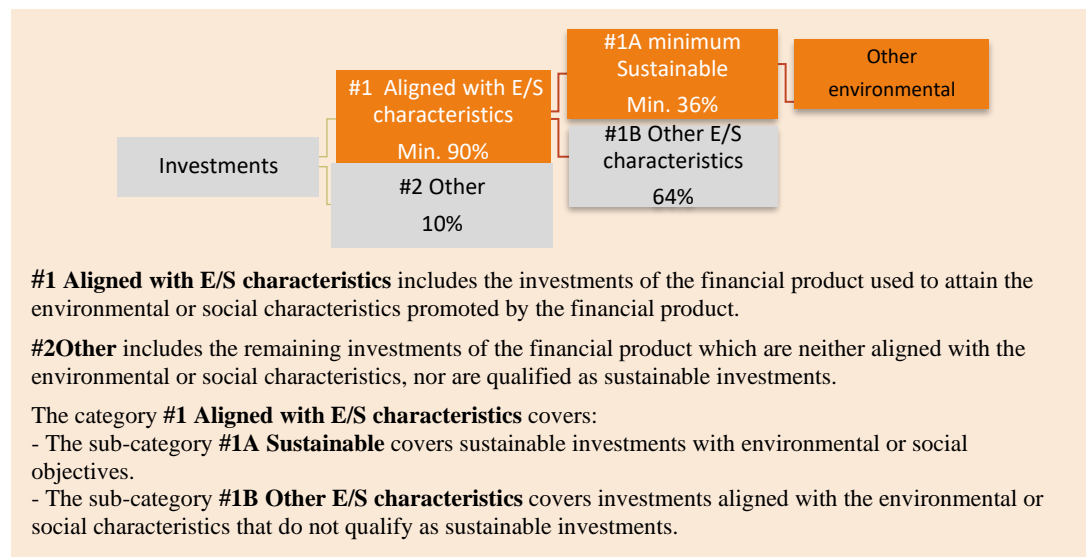 Investments
#1 Aligned with E/S
characteristics
Min. 90%
#2 Other
10%
#1A minimum
Sustainable
Min. 36%
#1B Other E/S
characteristics
64%
Other
environmental
#1 Aligned with E/S characteristics includes the investments of the financial product used to attain the
environmental or social characteristics promoted by the financial product.
#2Other includes the remaining investments of the financial product which are neither aligned with the
environmental or social characteristics, nor are qualified as sustainable investments.
The category #1 Aligned with E/S characteristics covers:
- The sub-category #1A Sustainable covers sustainable investments with environmental or social
objectives.
- The sub-category #1B Other E/S characteristics covers investments aligned with the environmental or
social characteristics that do not qualify as sustainable investments.